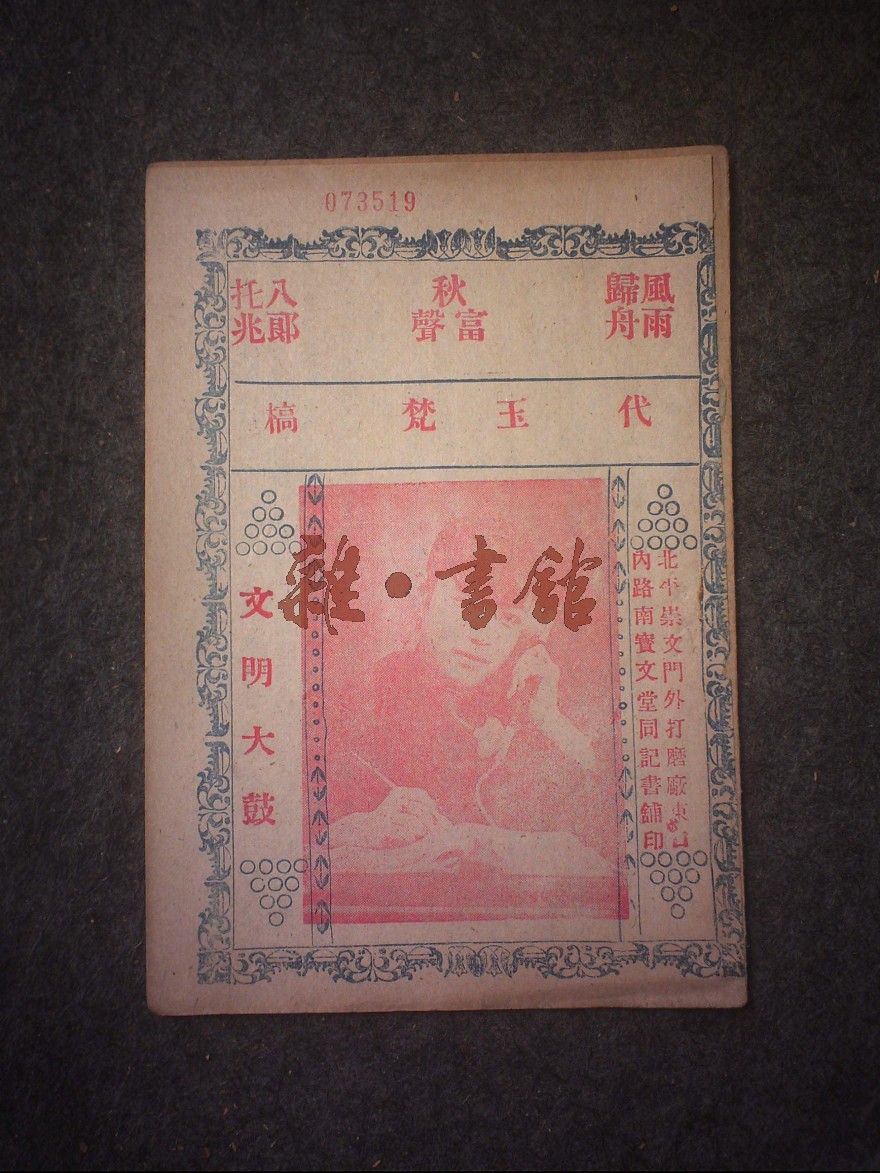 073519
風雨
歸舟
秋
富
聲
八郎
托兆
代玉梵槁
北平崇文門外打磨廠東口
內路南寶文堂同記書舖印
文明大鼓
雜·書館